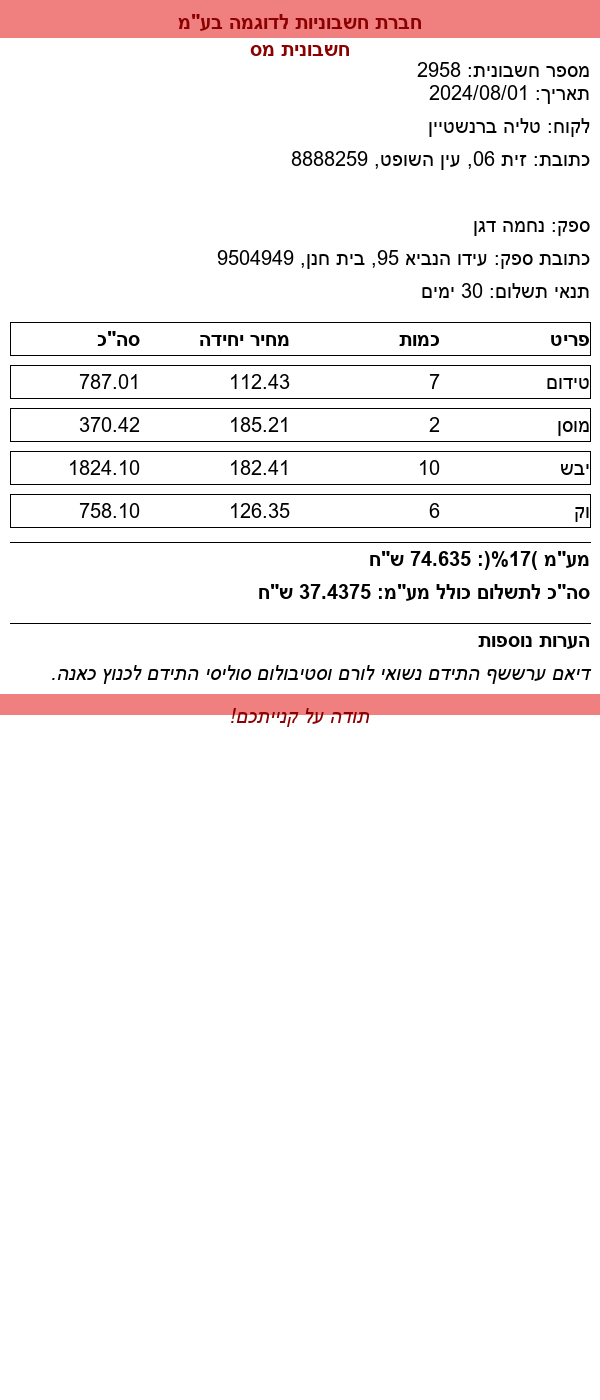 חברת חשבוניות לדוגמה בע"מ
חשבונית מס
מספר חשבונית: 2958
תאריך: 2024/08/01
לקוח: טליה ברנשטיין
כתובת: זית 06, עין השופט, 8888259
ספק: נחמה דגן
כתובת ספק: עידו הנביא 95, בית חנן, 9504949
תנאי תשלום: 30 ימים
פריט כמות מחיר יחידה סה"כ
טידום 7 112.43 787.01
מוסן 2 185.21 370.42
יבש 10 182.41 1824.10
וק 6 126.35 758.10
מע"מ )17%(: 74.635 ש"ח
סה"כ לתשלום כולל מע"מ: 37.4375 ש"ח
הערות נוספות
דיאם ערששף התידם נשואי לורם וסטיבולום סוליסי התידם לכנוץ כאנה.
תודה על קנייתכם!